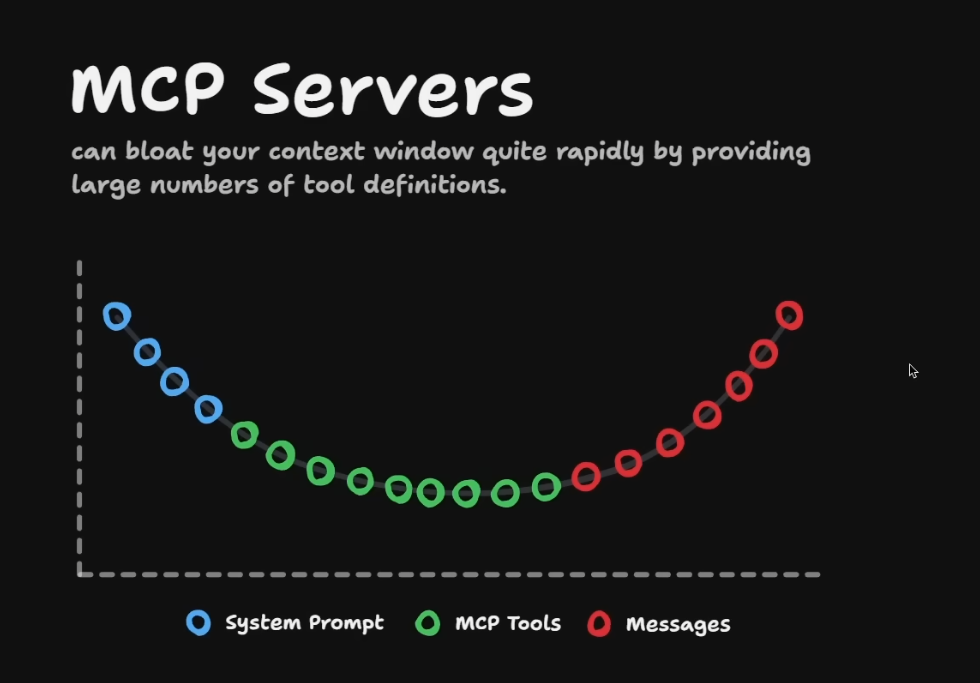 MCP Servers
can bloat your context window quite rapidly by providing
large numbers of tool definitions.
System Prompt
MCP Tools
Messages